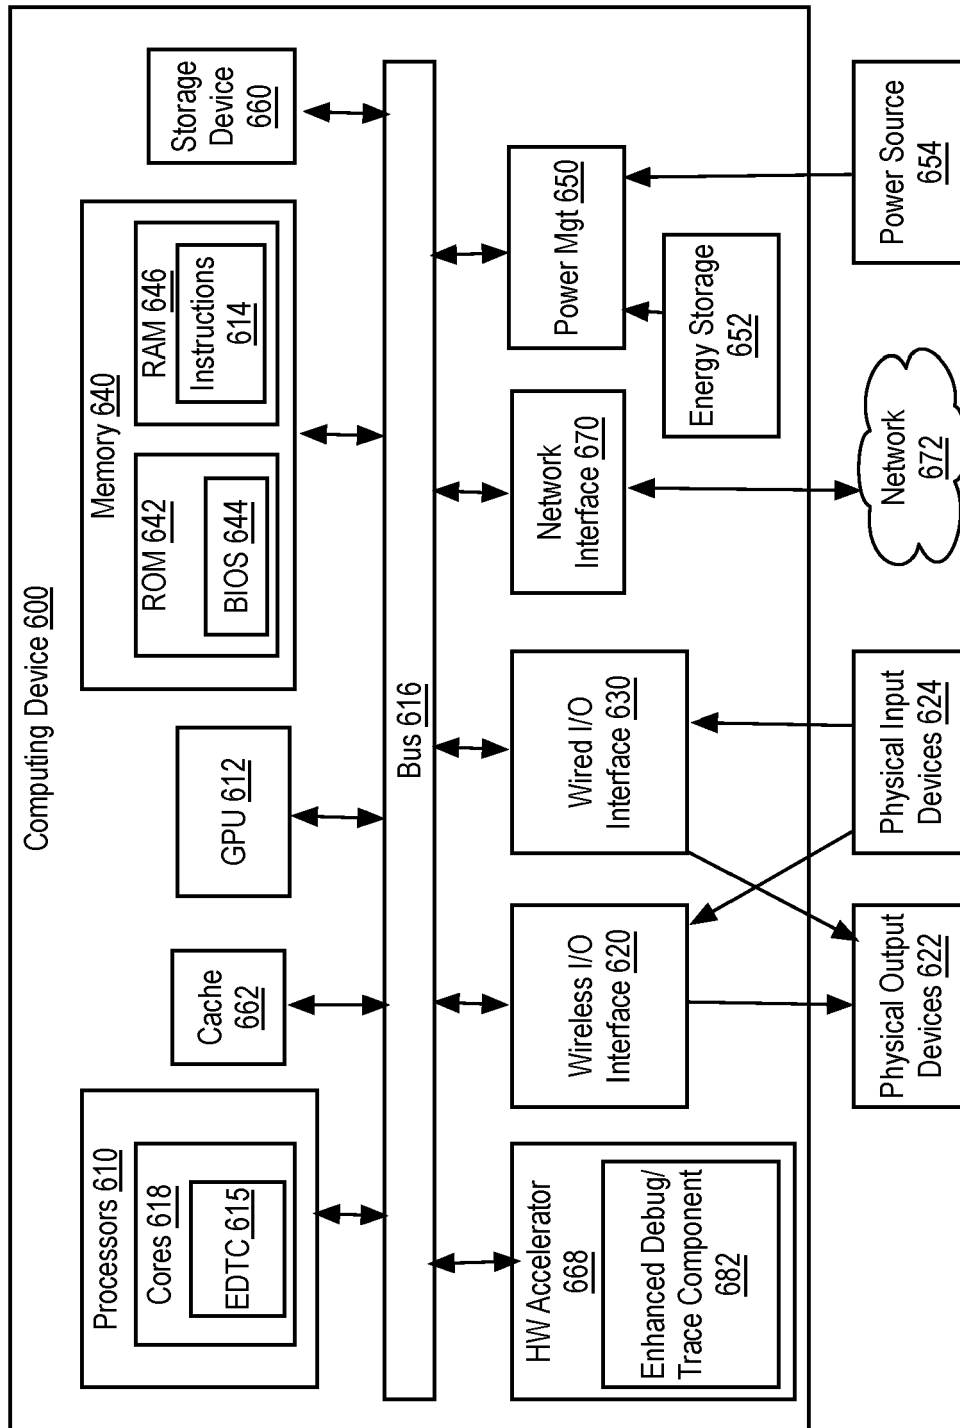 Computing Device 600
Processors 610
Cores 618
EDTC 615
Cache
662
GPU 612
Memory 640
ROM 642
BIOS 644
RAM 646
Instructions
614
Storage
Device
660
Bus 616
HW Accelerator
668
Enhanced Debug/
Trace Component
682
Wireless I/O
Interface 620
Wired I/O
Interface 630
Network
Interface 670
Power Mgt 650
Energy Storage
652
Physical Output
Devices 622
Physical Input
Devices 624
Network
672
Power Source
654